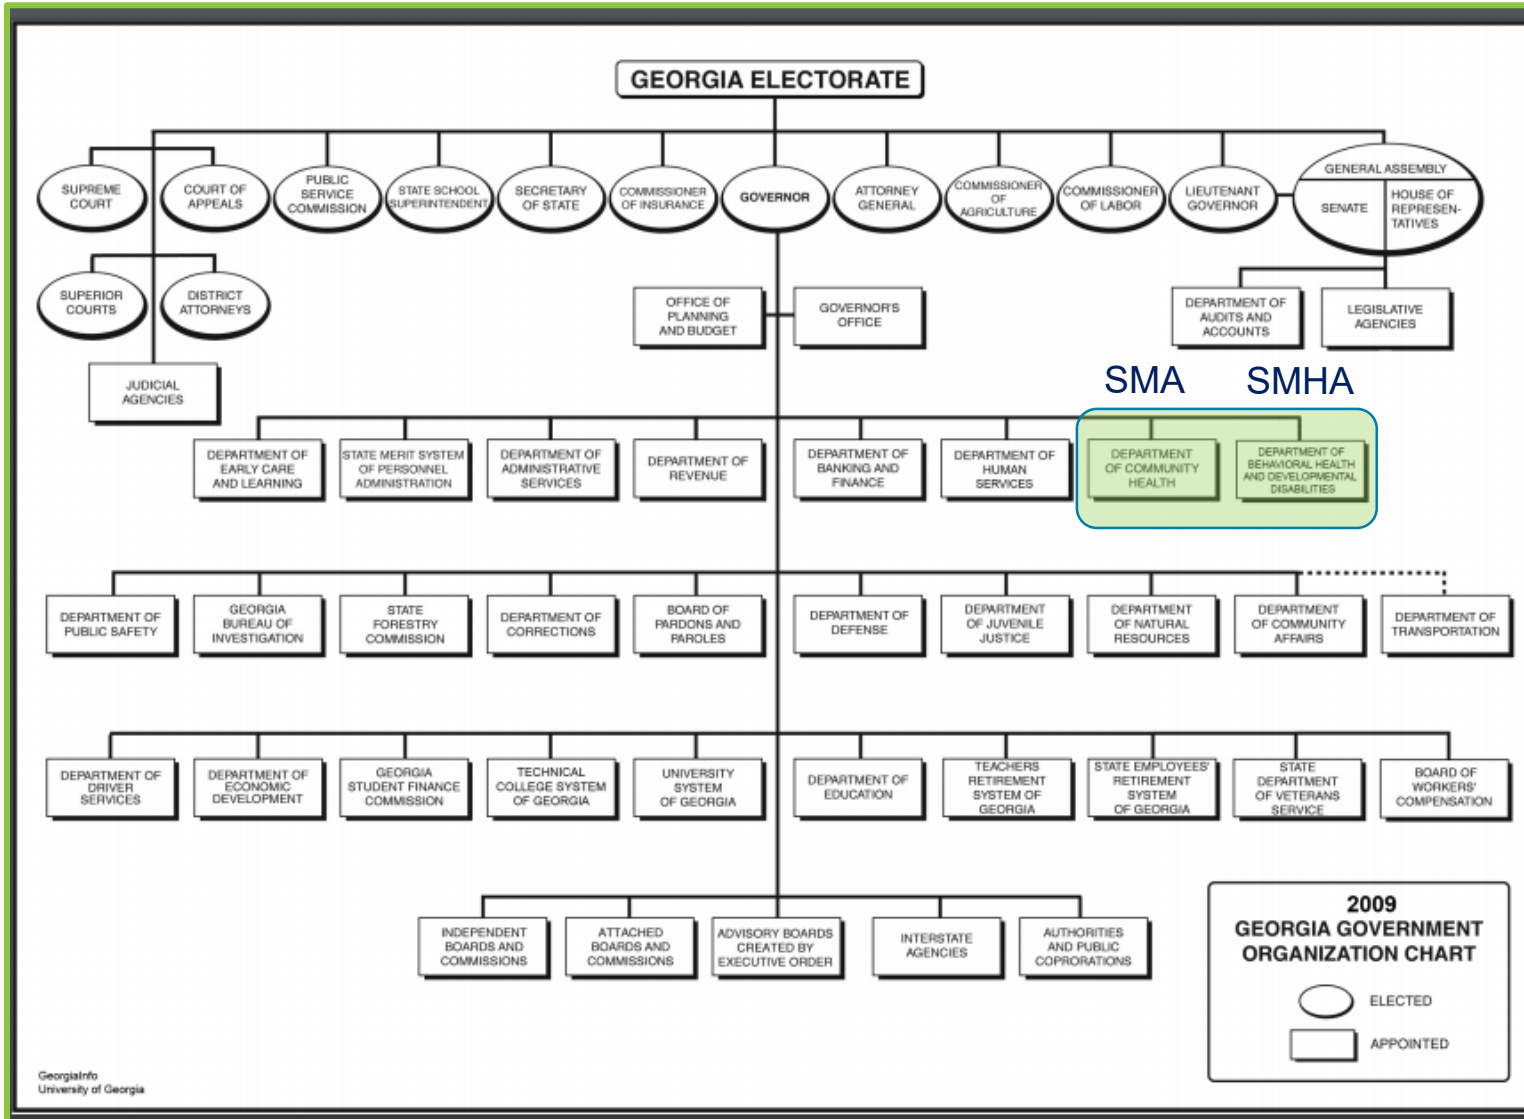 GEORGIA ELECTORATE
SUPREME
COURT
COURT OF
APPEALS
PUBLIC
SERVICE
COMMISSION
STATE SCHOOL
SUPERINTENDENT
SECRETARY
OF STATE
COMMISSIONER
OF INSURANCE
GOVERNOR
ATTORNEY
GENERAL
COMMISSIONER
OF
AGRICULTURE
COMMISSIONER
OF LABOR
LIEUTENANT
GOVERNOR
GENERAL ASSEMBLY
SENATE
HOUSE OF
REPRESEN-
TATIVES
SUPERIOR
COURTS
DISTRICT
ATTORNEYS
OFFICE OF
PLANNING
AND BUDGET
GOVERNOR'S
OFFICE
DEPARTMENT OF
AUDITS AND
ACCOUNTS
LEGISLATIVE
AGENCIES
JUDICIAL
AGENCIES
SMA
SMHA
DEPARTMENT OF
EARLY CARE
AND LEARNING
STATE MERIT SYSTEM
OF PERSONNEL
ADMINISTRATION
DEPARTMENT OF
ADMINISTRATIVE
SERVICES
DEPARTMENT OF
REVENUE
DEPARTMENT OF
BANKING AND
FINANCE
DEPARTMENT OF
HUMAN
SERVICES
DEPARTMENT
OF COMMUNITY
HEALTH
DEPARTMENT OF
BEHAVIORAL HEALTH
AND DEVELOPMENTAL
DISABILITIES
DEPARTMENT OF
PUBLIC SAFETY
GEORGIA
BUREAU OF
INVESTIGATION
STATE
FORESTRY
COMMISSION
DEPARTMENT OF
CORRECTIONS
BOARD OF
PARDONS AND
PAROLES
DEPARTMENT OF
DEFENSE
DEPARTMENT
OF JUVENILE
JUSTICE
DEPARTMENT
OF NATURAL
RESOURCES
DEPARTMENT
OF COMMUNITY
AFFAIRS
DEPARTMENT OF
TRANSPORTATION
DEPARTMENT OF
DRIVER
SERVICES
DEPARTMENT OF
ECONOMIC
DEVELOPMENT
GEORGIA
STUDENT FINANCE
COMMISSION
TECHNICAL
COLLEGE SYSTEM
OF GEORGIA
UNIVERSITY
SYSTEM
OF GEORGIA
DEPARTMENT OF
EDUCATION
TEACHERS
RETIREMENT
SYSTEM OF
GEORGIA
STATE EMPLOYEES'
RETIREMENT
SYSTEM
OF GEORGIA
STATE
DEPARTMENT
OF VETERANS
SERVICE
BOARD OF
WORKERS'
COMPENSATION
INDEPENDENT
BOARDS AND
COMMISSIONS
ATTACHED
BOARDS AND
COMMISSIONS
ADVISORY BOARDS
CREATED BY
EXECUTIVE ORDER
INTERSTATE
AGENCIES
AUTHORITIES
AND PUBLIC
COPRORATIONS
2009
GEORGIA GOVERNMENT
ORGANIZATION CHART
ELECTED
APPOINTED
GeorgiaInfo
University of Georgia